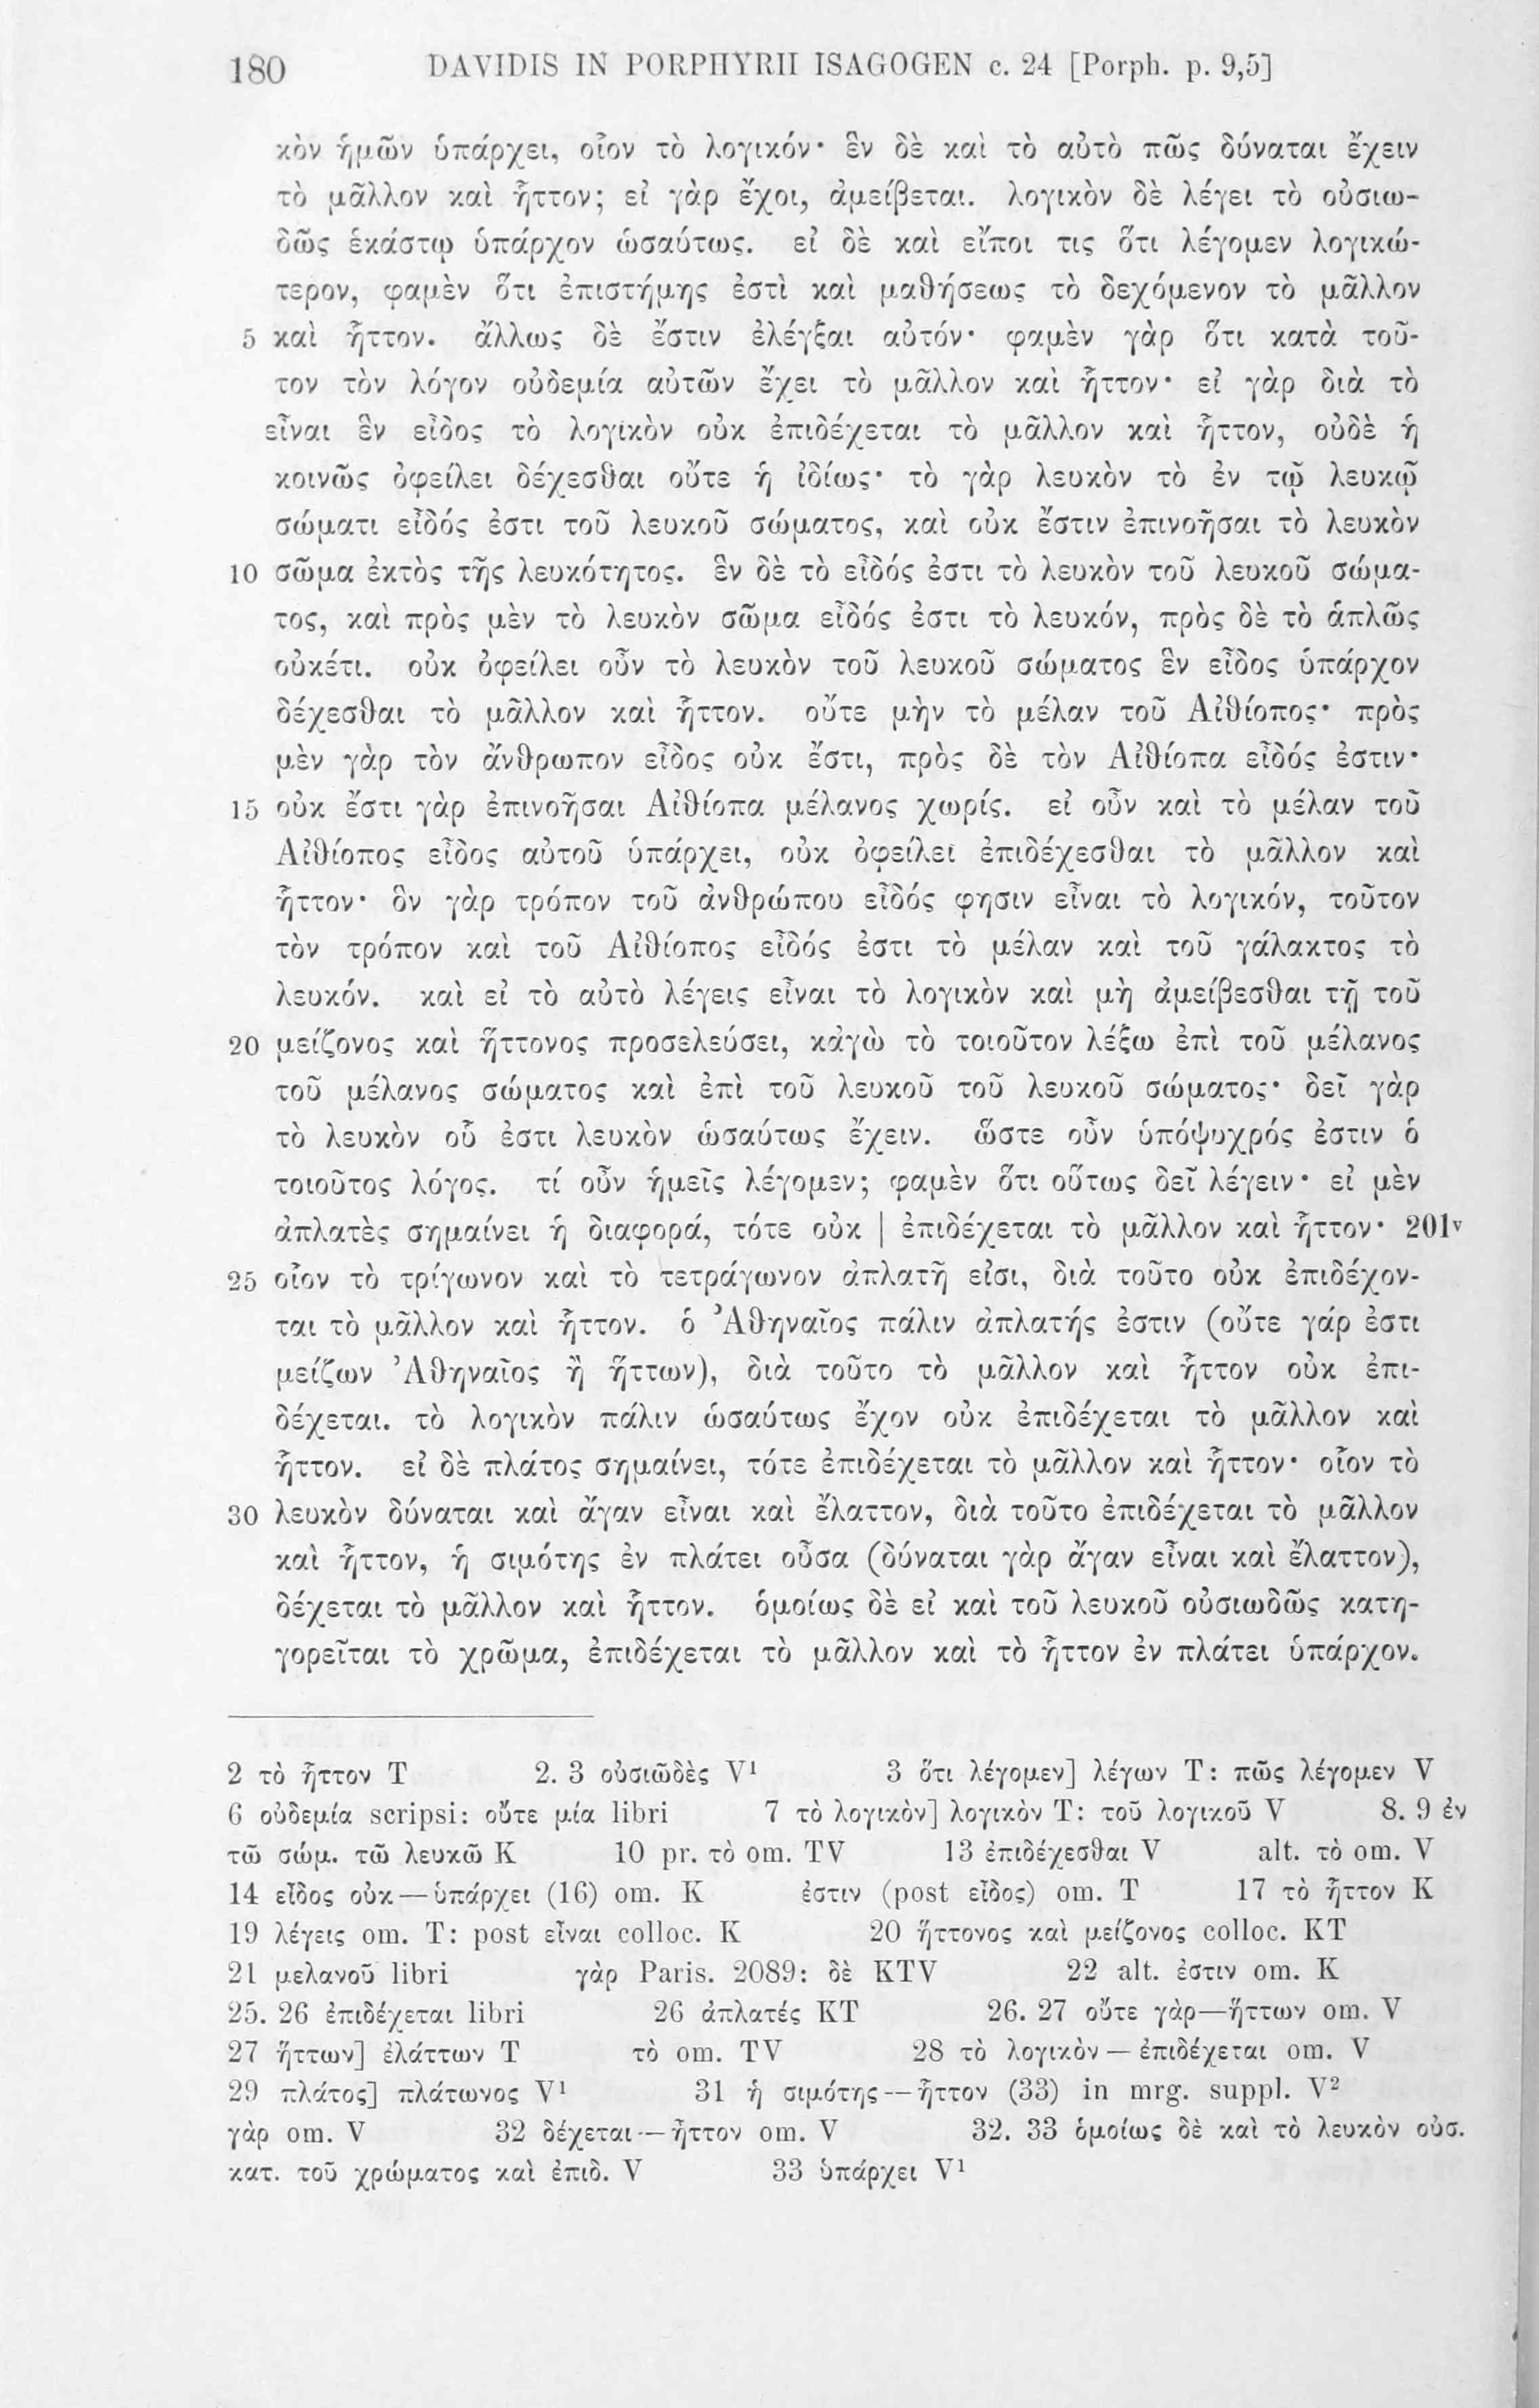 180 DAVIDIS IN PORPHYRII ISAGOGEN c. 24 [Porph. p. 9,5]
κὸν ἡμῶν ὑπάρχει, οἷον τὸ λογικόν· ἓν δὲ καὶ τὸ αὐτὸ πῶς δύναται ἔχειν
τὸ μᾶλλον καὶ ἧττον; εἰ γὰρ ἔχοι, ἀμείβεται. λογικὸν δὲ λέγει τὸ οὐσιω-
δῶς ἑκάστῳ ὑπάρχον ὡσαύτως. εἰ δὲ καὶ εἴποι τις ὅτι λέγομεν λογικώ-
τερον, φαμὲν ὅτι ἐπιστήμης ἐστὶ καὶ μαθήσεως τὸ δεχόμενον τὸ μᾶλλον
5 καὶ ἧττον. ἄλλως δὲ ἔστιν ἐλέγξαι αὐτόν· φαμὲν γὰρ ὅτι κατὰ τοῦ-
τον τὸν λόγον οὐδεμία αὐτῶν ἔχει τὸ μᾶλλον καὶ ἧττον· εἰ γὰρ διὰ τὸ
εἶναι ἓν εἶδος τὸ λογικὸν οὐκ ἐπιδέχεται τὸ μᾶλλον καὶ ἧττον, οὐδὲ ἡ
κοινῶς ὀφείλει δέχεσθαι οὔτε ἡ ἰδίως· τὸ γὰρ λευκὸν τὸ ἐν τῷ λευκῷ
σώματι εἶδός ἐστι τοῦ λευκοῦ σώματος, καὶ οὐκ ἔστιν ἐπινοῆσαι τὸ λευκὸν
10 σῶμα ἐκτὸς τῆς λευκότητος. ἓν δὲ τὸ εἶδός ἐστι τὸ λευκὸν τοῦ λευκοῦ σώμα-
τος, καὶ πρὸς μὲν τὸ λευκὸν σῶμα εἶδός ἐστι τὸ λευκόν, πρὸς δὲ τὸ ἁπλῶς
οὐκέτι. οὐκ ὀφείλει οὖν τὸ λευκὸν τοῦ λευκοῦ σώματος ἓν εἶδος ὑπάρχον
δέχεσθαι τὸ μᾶλλον καὶ ἧττον. οὔτε μὴν τὸ μέλαν τοῦ Αἰθίοπος· πρὸς
μὲν γὰρ τὸν ἄνθρωπον εἶδος οὐκ ἔστι, πρὸς δὲ τὸν Αἰθίοπα εἶδός ἐστιν·
15 οὐκ ἔστι γὰρ ἐπινοῆσαι Αἰθίοπα μέλανος χωρίς. εἰ οὖν καὶ τὸ μέλαν τοῦ
Αἰθίοπος εἶδος αὐτοῦ ὑπάρχει, οὐκ ὀφείλει ἐπιδέχεσθαι τὸ μᾶλλον καὶ
ἧττον· ὃν γὰρ τρόπον τοῦ ἀνθρώπου εἶδός φησιν εἶναι τὸ λογικόν, τοῦτον
τὸν τρόπον καὶ τοῦ Αἰθίοπος εἶδός ἐστι τὸ μέλαν καὶ τοῦ γάλακτος τὸ
λευκόν. καὶ εἰ τὸ αὐτὸ λέγεις εἶναι τὸ λογικὸν καὶ μὴ ἀμείβεσθαι τῇ τοῦ
20 μείζονος καὶ ἥττονος προσελεύσει, κἀγὼ τὸ τοιοῦτον λέξω ἐπὶ τοῦ μέλανος
τοῦ μέλανος σώματος καὶ ἐπὶ τοῦ λευκοῦ τοῦ λευκοῦ σώματος· δεῖ γὰρ
τὸ λευκὸν οὗ ἐστι λευκὸν ὡσαύτως ἔχειν. ὥστε οὖν ὑπόψυχρός ἐστιν ὁ
τοιοῦτος λόγος. τί οὖν ἡμεῖς λέγομεν; φαμὲν ὅτι οὕτως δεῖ λέγειν· εἰ μὲν
ἀπλατὲς σημαίνει ἡ διαφορά, τότε οὐκ | ἐπιδέχεται τὸ μᾶλλον καὶ ἧττον· 201v
25 οἷον τὸ τρίγωνον καὶ τὸ τετράγωνον ἀπλατῆ εἰσι, διὰ τοῦτο οὐκ ἐπιδέχον-
ται τὸ μᾶλλον καὶ ἧττον. ὁ Ἀθηναῖος πάλιν ἀπλατής ἐστιν (οὔτε γάρ ἐστι
μείζων Ἀθηναῖος ἢ ἥττων), διὰ τοῦτο τὸ μᾶλλον καὶ ἧττον οὐκ ἐπι-
δέχεται. τὸ λογικὸν πάλιν ὡσαύτως ἔχον οὐκ ἐπιδέχεται τὸ μᾶλλον καὶ
ἧττον. εἰ δὲ πλάτος σημαίνει, τότε ἐπιδέχεται τὸ μᾶλλον καὶ ἧττον· οἷον τὸ
30 λευκὸν δύναται καὶ ἄγαν εἶναι καὶ ἔλαττον, διὰ τοῦτο ἐπιδέχεται τὸ μᾶλλον
καὶ ἧττον, ἡ σιμότης ἐν πλάτει οὖσα (δύναται γὰρ ἄγαν εἶναι καὶ ἔλαττον),
δέχεται τὸ μᾶλλον καὶ ἧττον. ὁμοίως δὲ εἰ καὶ τοῦ λευκοῦ οὐσιωδῶς κατη-
γορεῖται τὸ χρῶμα, ἐπιδέχεται τὸ μᾶλλον καὶ τὸ ἧττον ἐν πλάτει ὑπάρχον.
2 τὸ ἧττον T 2. 3 οὐσιῶδὲς V¹ 3 ὅτι λέγομεν] λέγων T: πῶς λέγομεν V
6 οὐδεμία scripsi: οὔτε μία libri 7 τὸ λογικὸν] λογικὸν T: τοῦ λογικοῦ V 8. 9 ἐν
τῶ σώμ. τῶ λευκῶ K 10 pr. τὸ om. TV 13 ἐπιδέχεσθαι V alt. τὸ om. V
14 εἶδος οὐκ — ὑπάρχει (16) om. K ἐστιν (post εἶδος) om. T 17 τὸ ἧττον K
19 λέγεις om. T: post εἶναι colloc. K 20 ἥττονος καὶ μείζονος colloc. KT
21 μελανοῦ libri γὰρ Paris. 2089: δὲ KTV 22 alt. ἐστιν om. K
25. 26 ἐπιδέχεται libri 26 ἀπλατές KT 26. 27 οὔτε γὰρ—ἥττων om. V
27 ἥττων] ἐλάττων T τὸ om. TV 28 τὸ λογικὸν — ἐπιδέχεται om. V
29 πλάτος] πλάτωνος V¹ 31 ἡ σιμότης — ἧττον (33) in mrg. suppl. V²
γὰρ om. V 32 δέχεται — ἧττον om. V 32. 33 ὁμοίως δὲ καὶ τὸ λευκὸν οὐσ.
κατ. τοῦ χρώματος καὶ ἐπιδ. V 33 ὑπάρχει V¹